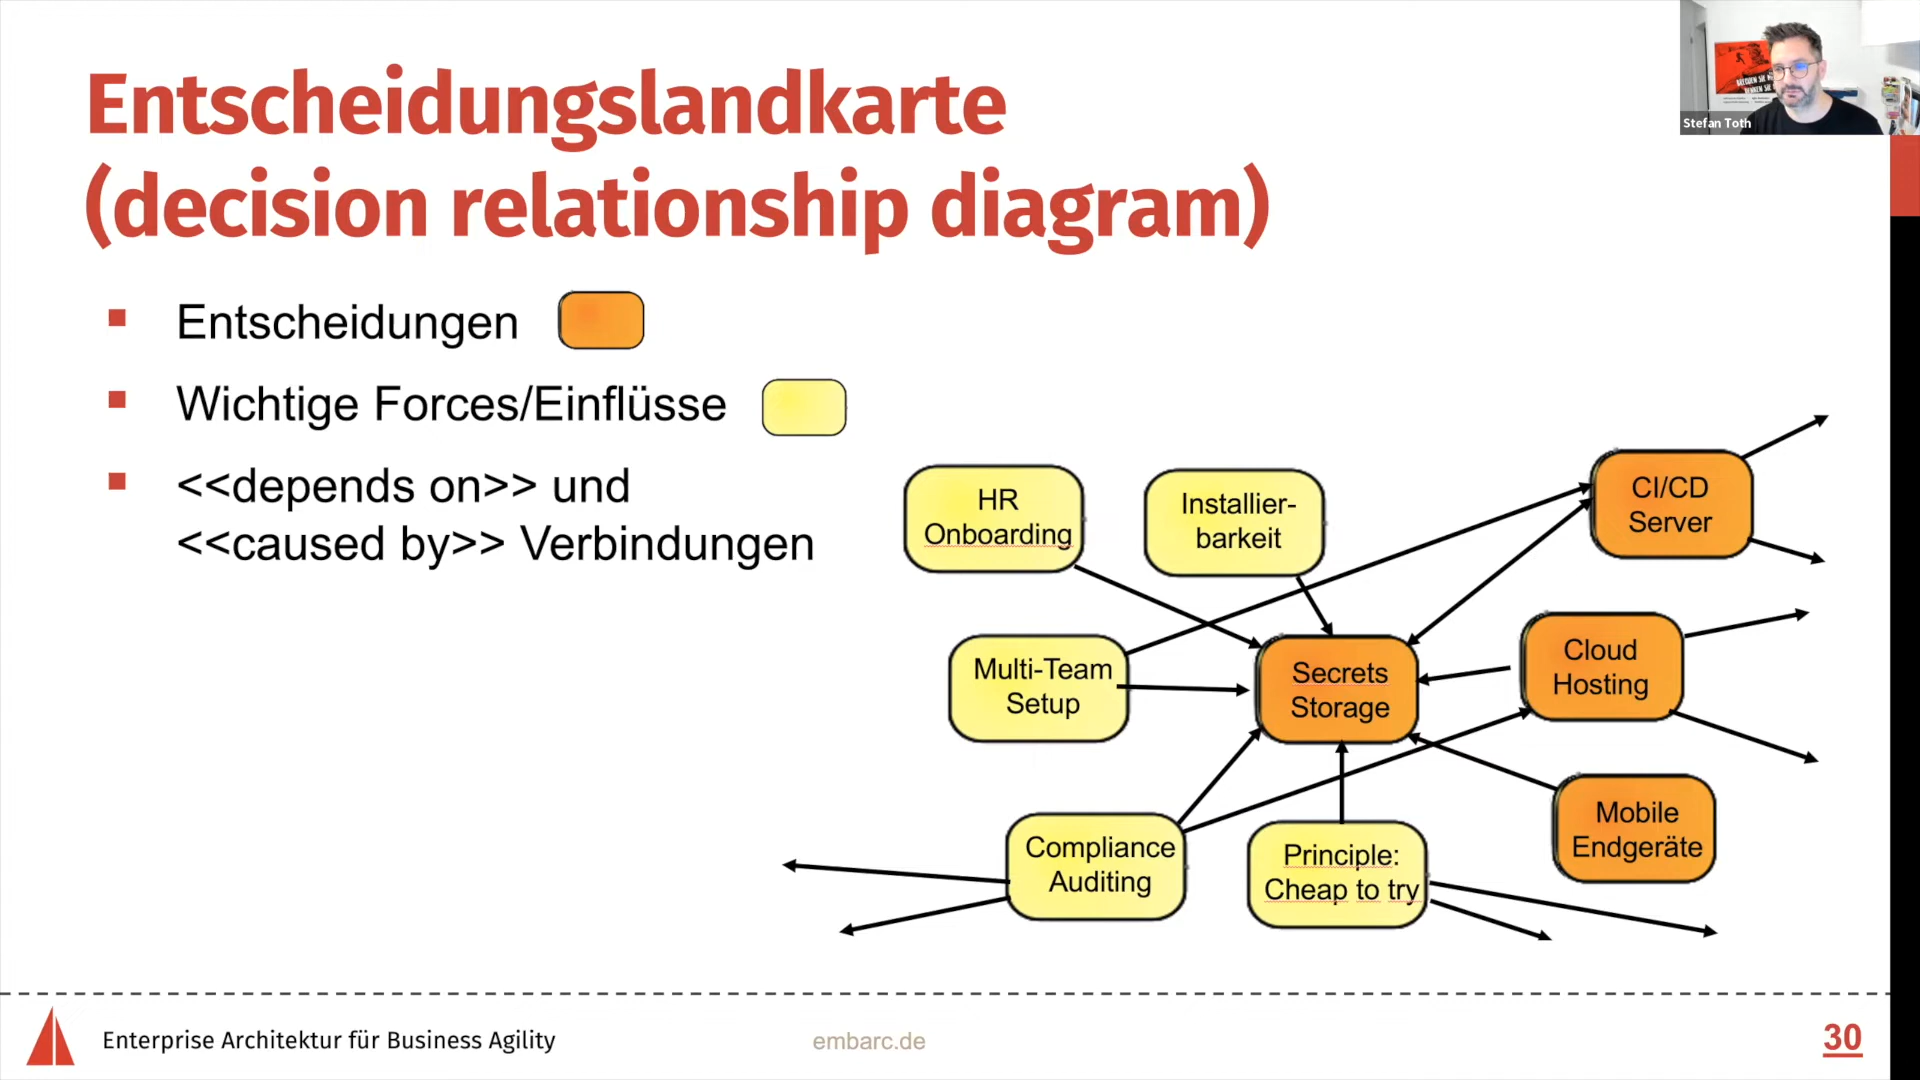 Entscheidungslandkarte
(decision relationship diagram)
Stefan Toth
Entscheidungen
Wichtige Forces/Einflüsse
<<depends on>> und
<<caused by>> Verbindungen
HR
Onboarding
Installier-
barkeit
CI/CD
Server
Multi-Team
Setup
Secrets
Storage
Cloud
Hosting
Compliance
Auditing
Principle:
Cheap to try
Mobile
Endgeräte
Enterprise Architektur für Business Agility
embarc.de
30